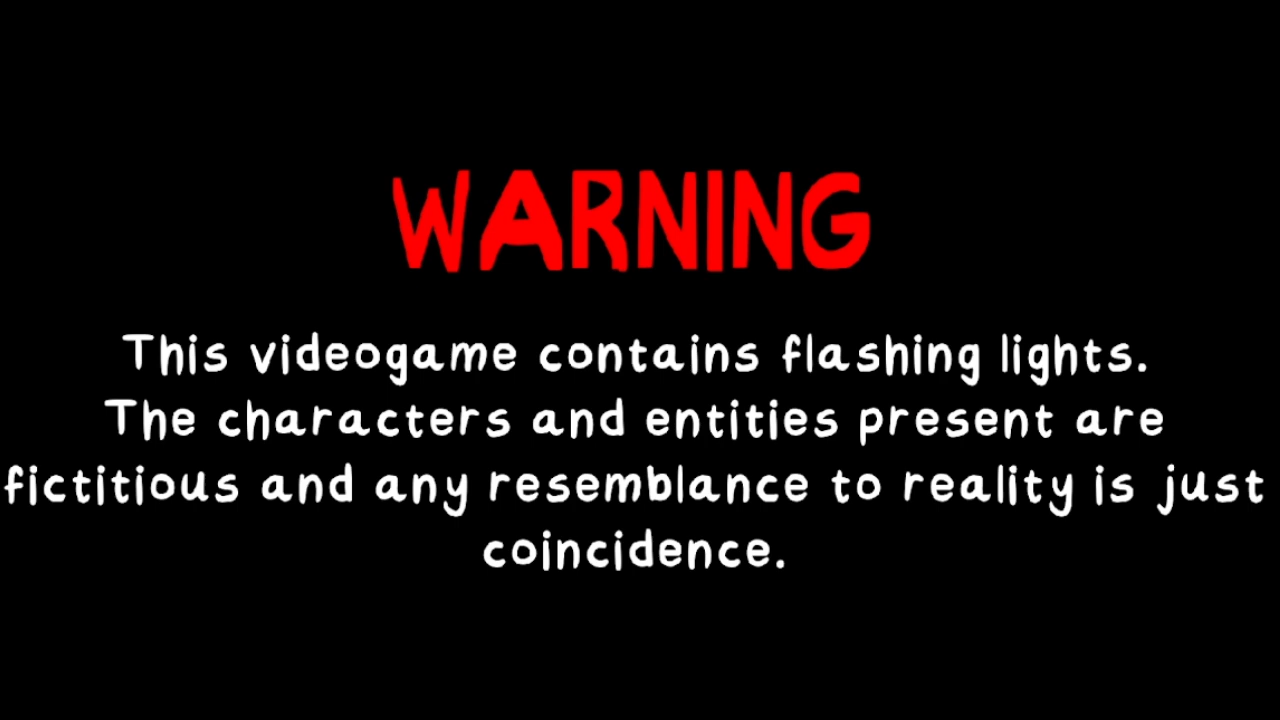 WARNING
This videogame contains flashing lights.
The characters and entities present are
fictitious and any resemblance to reality is just
coincidence.